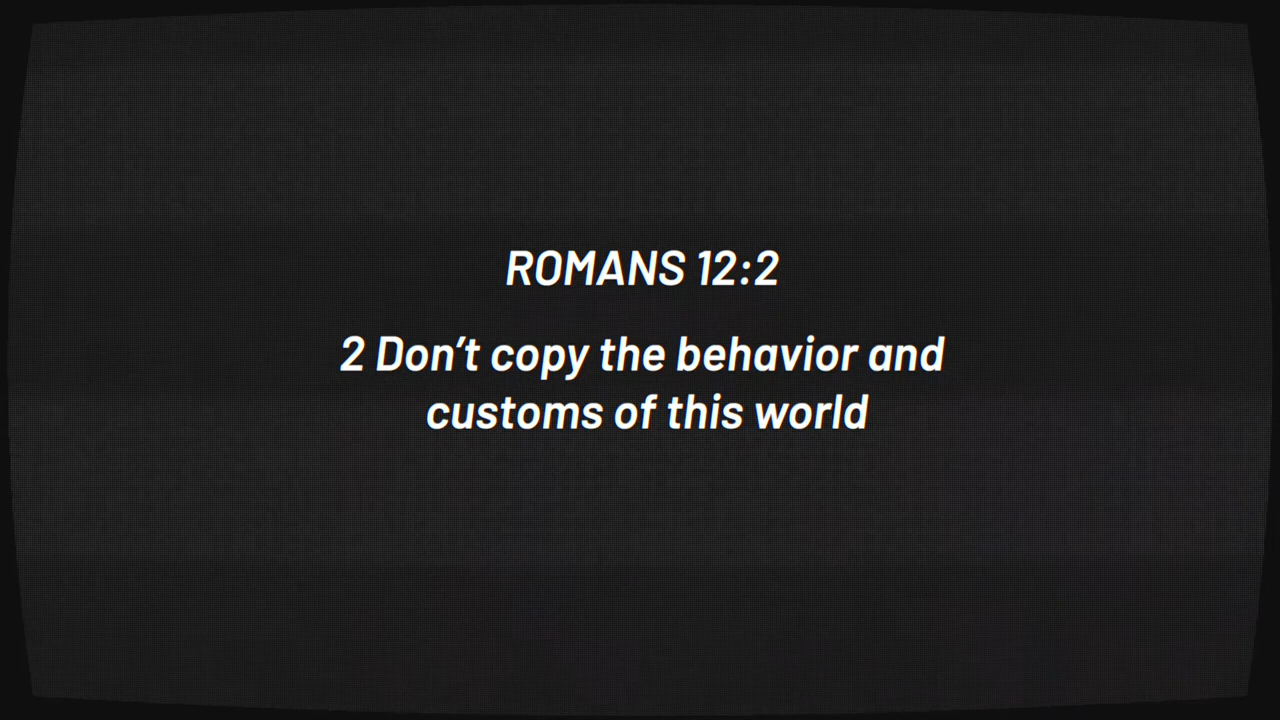 ROMANS 12:2
2 Don’t copy the behavior and
customs of this world